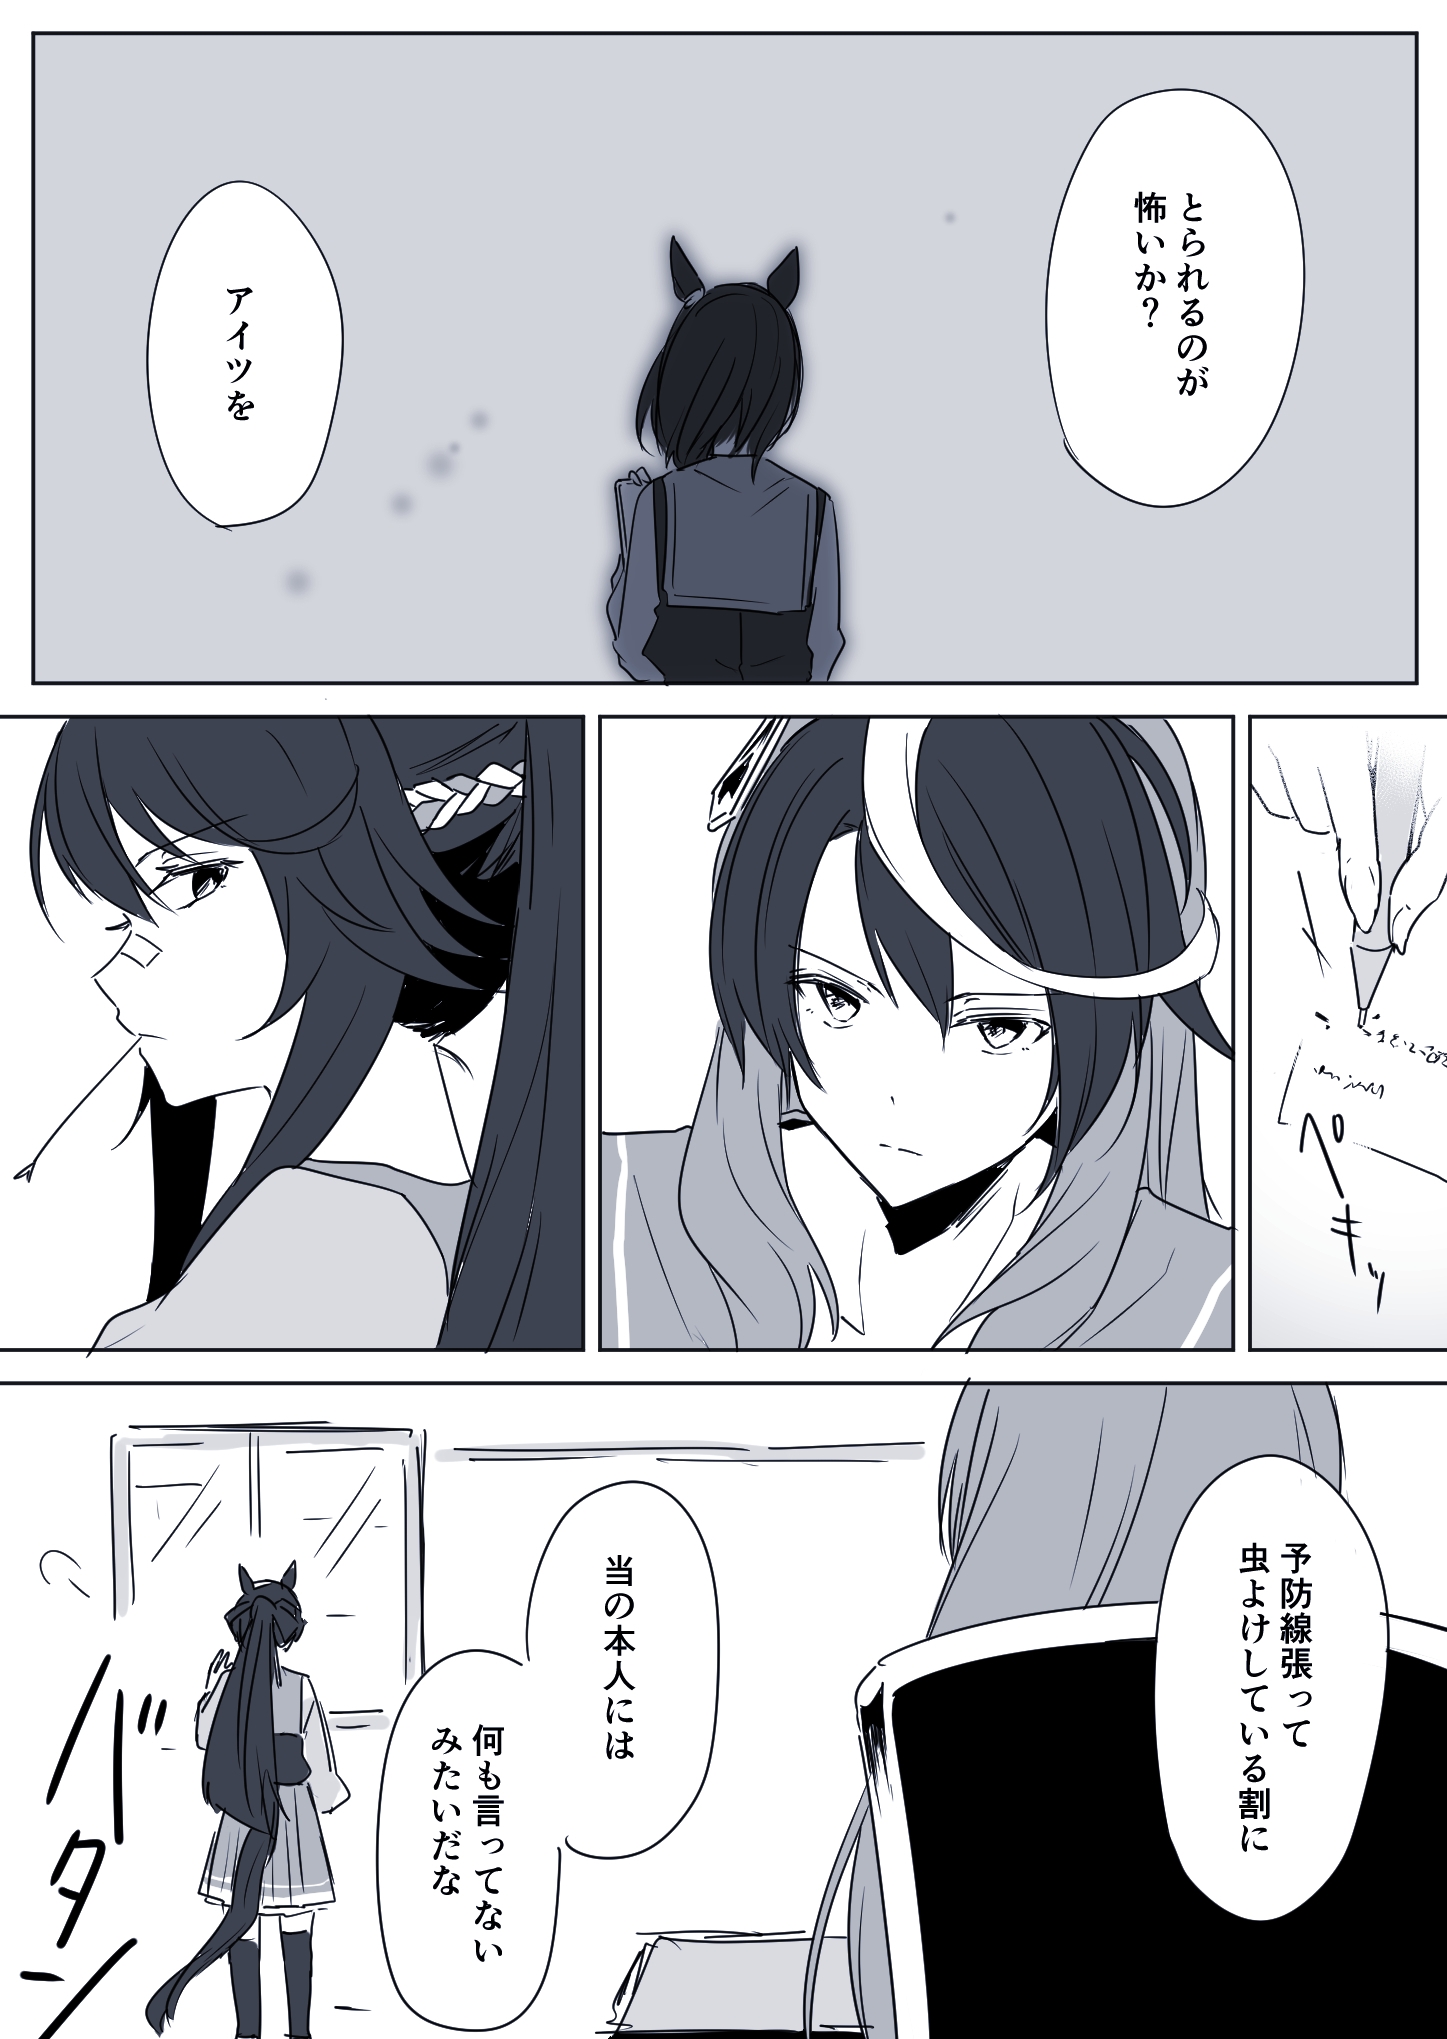 とられるのが
怖いか？
アイツを
ペキッ
予防線張って
虫よけしている割に
当の本人には
何も言ってない
みたいだな
バタン